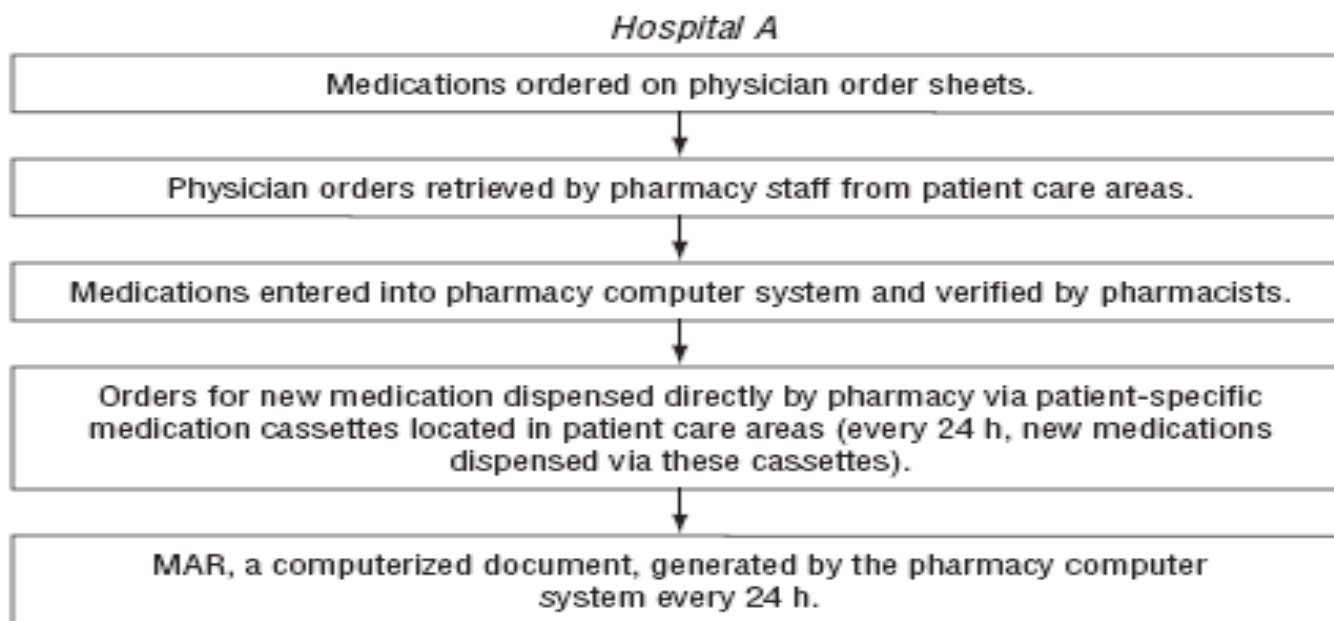 Hospital A
Medications ordered on physician order sheets.
Physician orders retrieved by pharmacy staff from patient care areas.
Medications entered into pharmacy computer system and verified by pharmacists.
Orders for new medication dispensed directly by pharmacy via patient-specific
medication cassettes located in patient care areas (every 24 h, new medications
dispensed via these cassettes).
MAR, a computerized document, generated by the pharmacy computer
system every 24 h.